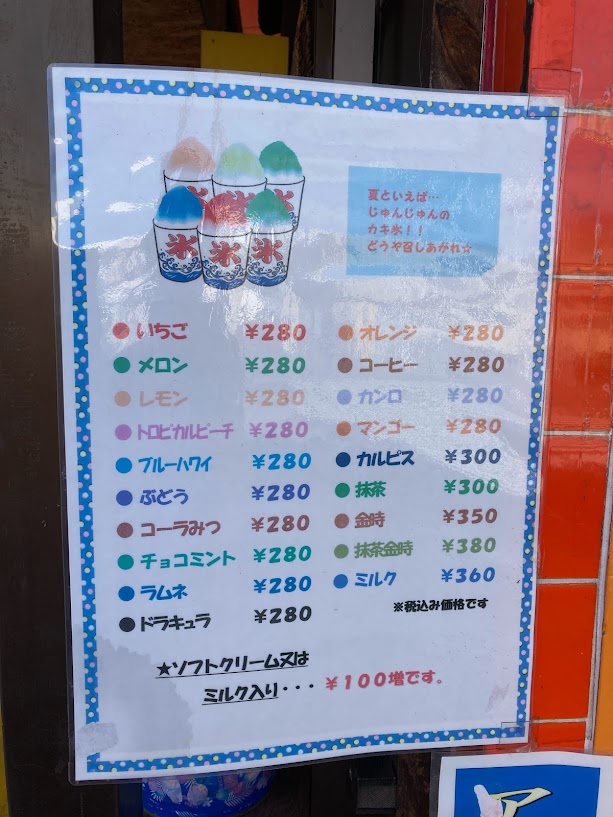 氷 氷 氷
氷 氷 氷
夏といえば…
じゅんじゅんの
カキ氷！！
どうぞ召しあがれ☆
●いちご ¥280
●メロン ¥280
●レモン ¥280
●トロピカルピーチ ¥280
●ブルーハワイ ¥280
●ぶどう ¥280
●コーラみつ ¥280
●チョコミント ¥280
●ラムネ ¥280
●ドラキュラ ¥280
●オレンジ ¥280
●コーヒー ¥280
●カンロ ¥280
●マンゴー ¥280
●カルピス ¥300
●抹茶 ¥300
●金時 ¥350
●抹茶金時 ¥380
●ミルク ¥360
※税込み価格です
★ソフトクリーム又は
ミルク入り・・・¥100増です。